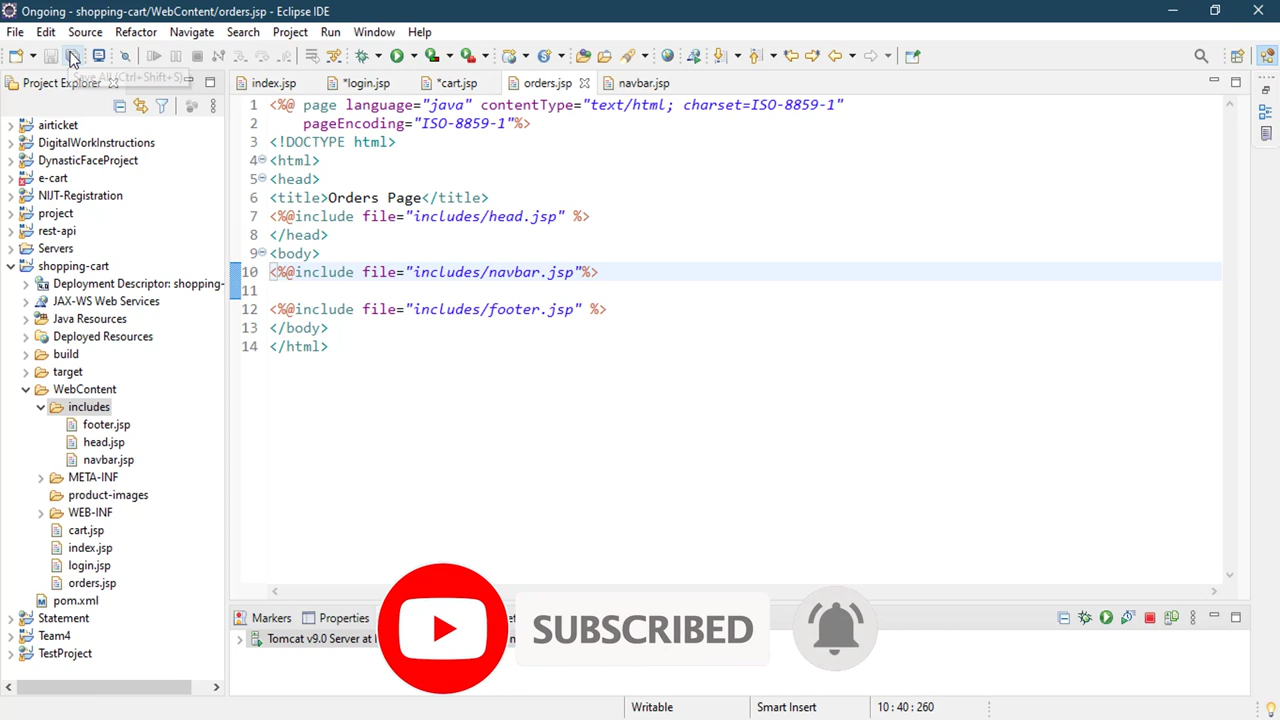 Ongoing - shopping-cart/WebContent/orders.jsp - Eclipse IDE
File Edit Source Refactor Navigate Search Project Run Window Help
Save All (Ctrl+Shift+S)
Project Explorer
index.jsp *login.jsp *cart.jsp orders.jsp navbar.jsp
airticket
DigitalWorkInstructions
DynasticFaceProject
e-cart
NIJT-Registration
project
rest-api
Servers
shopping-cart
Deployment Descriptor: shopping-
JAX-WS Web Services
Java Resources
Deployed Resources
build
target
WebContent
includes
footer.jsp
head.jsp
navbar.jsp
META-INF
product-images
WEB-INF
cart.jsp
index.jsp
login.jsp
orders.jsp
pom.xml
Statement
Team4
TestProject
1 <%@ page language="java" contentType="text/html; charset=ISO-8859-1"
2 pageEncoding="ISO-8859-1"%>
3 <!DOCTYPE html>
4 <html>
5 <head>
6 <title>Orders Page</title>
7 <%@include file="includes/head.jsp" %>
8 </head>
9 <body>
10 <%@include file="includes/navbar.jsp"%>
11
12 <%@include file="includes/footer.jsp" %>
13 </body>
14 </html>
Markers Properties
Tomcat v9.0 Server at
SUBSCRIBED
Writable Smart Insert 10 : 40 : 260